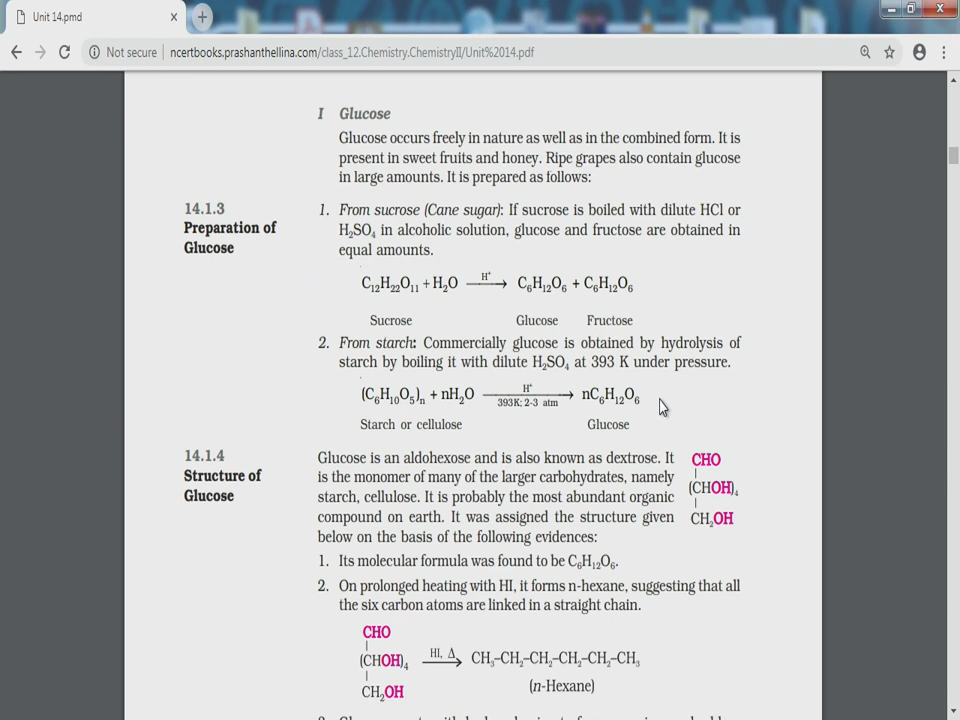 Unit 14.pmd
Not secure | ncertbooks.prashanthellina.com/class_12.Chemistry.ChemistryII/Unit%2014.pdf
I Glucose
Glucose occurs freely in nature as well as in the combined form. It is
present in sweet fruits and honey. Ripe grapes also contain glucose
in large amounts. It is prepared as follows:
14.1.3
Preparation of
Glucose
1. From sucrose (Cane sugar): If sucrose is boiled with dilute HCl or
H₂SO₄ in alcoholic solution, glucose and fructose are obtained in
equal amounts.
H⁺
C₁₂H₂₂O₁₁ + H₂O ⟶ C₆H₁₂O₆ + C₆H₁₂O₆
Sucrose Glucose Fructose
2. From starch: Commercially glucose is obtained by hydrolysis of
starch by boiling it with dilute H₂SO₄ at 393 K under pressure.
H⁺
(C₆H₁₀O₅)ₙ + nH₂O ⟶ nC₆H₁₂O₆
393K; 2-3 atm
Starch or cellulose Glucose
14.1.4
Structure of
Glucose
Glucose is an aldohexose and is also known as dextrose. It
is the monomer of many of the larger carbohydrates, namely
starch, cellulose. It is probably the most abundant organic
compound on earth. It was assigned the structure given
below on the basis of the following evidences:
CHO
(CHOH)₄
CH₂OH
1. Its molecular formula was found to be C₆H₁₂O₆.
2. On prolonged heating with HI, it forms n-hexane, suggesting that all
the six carbon atoms are linked in a straight chain.
CHO
(CHOH)₄ HI, Δ ⟶ CH₃–CH₂–CH₂–CH₂–CH₂–CH₃
CH₂OH (n-Hexane)